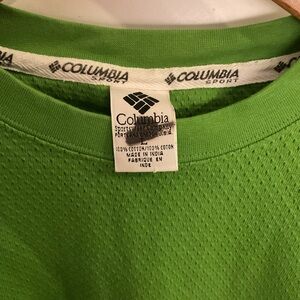 COLUMBIA
SPORT
COLUMBIA
SPORT
Columbia
L
100% COTTON/100% COTON
MADE IN INDIA
FABRIQUE EN
INDE